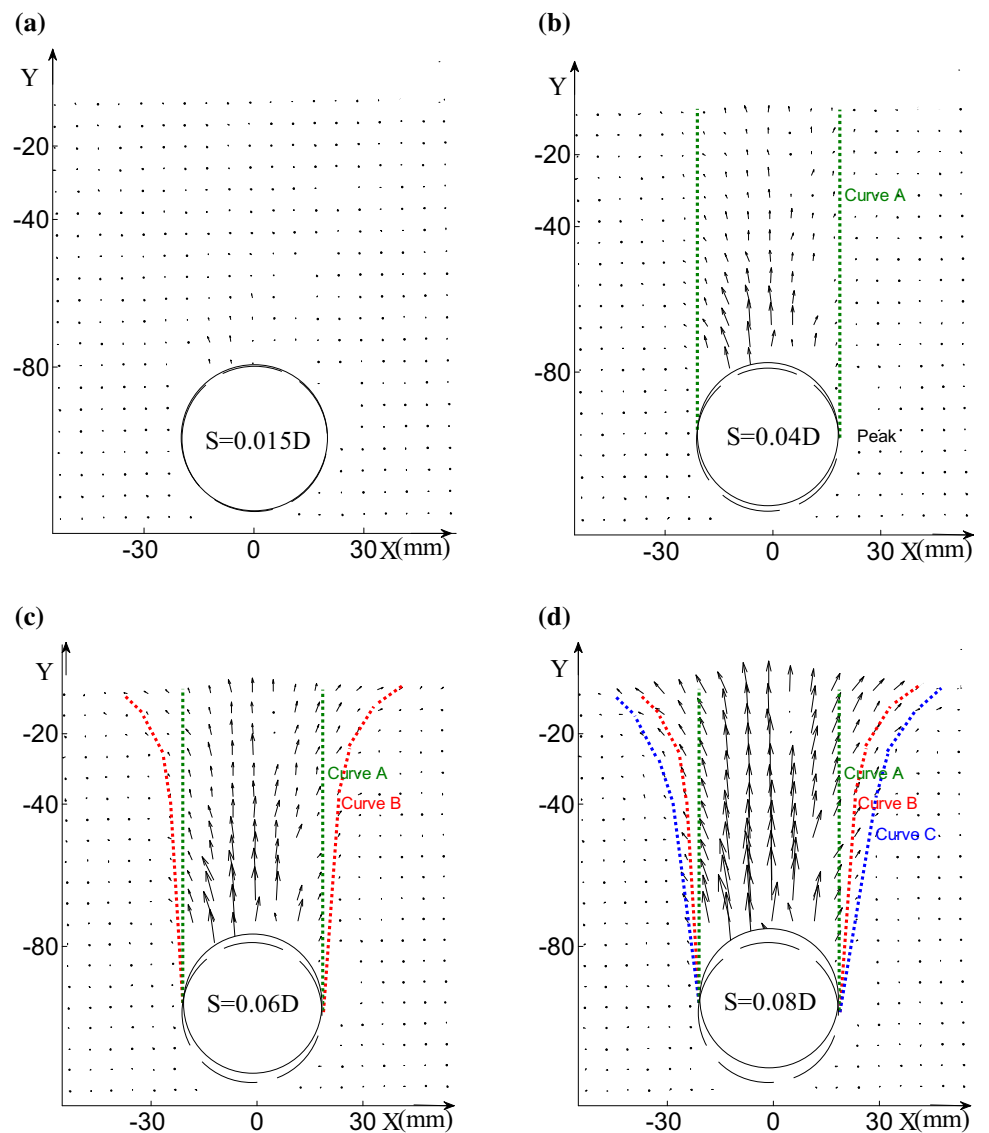 (a)
Y
-20
-40
-80
S=0.015D
-30 0 30 X(mm)
(b)
Y
-20
-40
-80
Curve A
S=0.04D
Peak
-30 0 30 X(mm)
(c)
Y
-20
-40
-80
Curve A
Curve B
S=0.06D
-30 0 30 X(mm)
(d)
Y
-20
-40
-80
Curve A
Curve B
Curve C
S=0.08D
-30 0 30 X(mm)